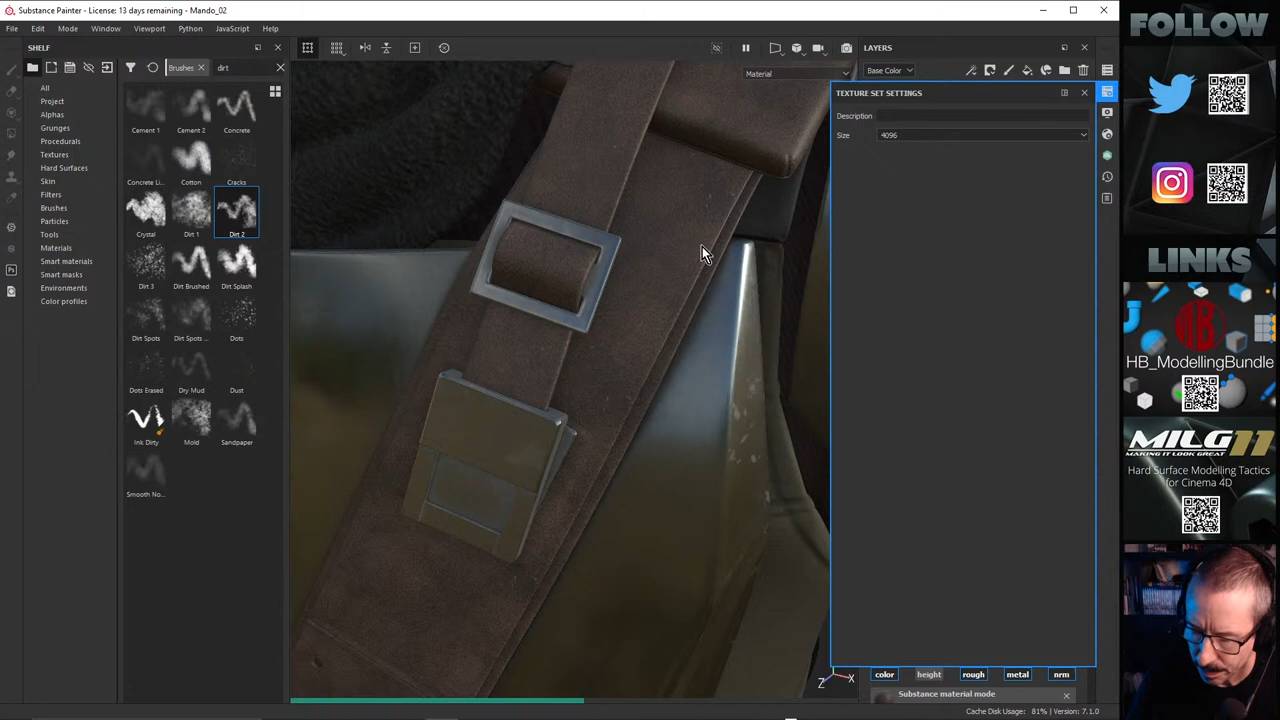 Substance Painter - License: 13 days remaining - Mando_02
File Edit Mode Window Viewport Python JavaScript Help
SHELF
Brushes dirt
All
Project
Alphas
Grunges
Procedurals
Textures
Hard Surfaces
Skin
Filters
Brushes
Particles
Tools
Materials
Smart materials
Smart masks
Environments
Color profiles
Cement 1 Cement 2 Concrete
Concrete Li... Cotton Cracks
Crystal Dirt 1 Dirt 2
Dirt 3 Dirt Brushed Dirt Splash
Dirt Spots Dirt Spots ... Dots
Dots Erased Dry Mud Dust
Ink Dirty Mold Sandpaper
Smooth No...
Material
Z X
LAYERS
Base Color
TEXTURE SET SETTINGS
Description
Size 4096
color height rough metal nrm
Substance material mode
Cache Disk Usage: 81% | Version: 7.1.0
Ps
FOLLOW
LINKS
HB
HB_ModellingBundle
MILG11
MAKING IT LOOK GREAT
Hard Surface Modelling Tactics
for Cinema 4D